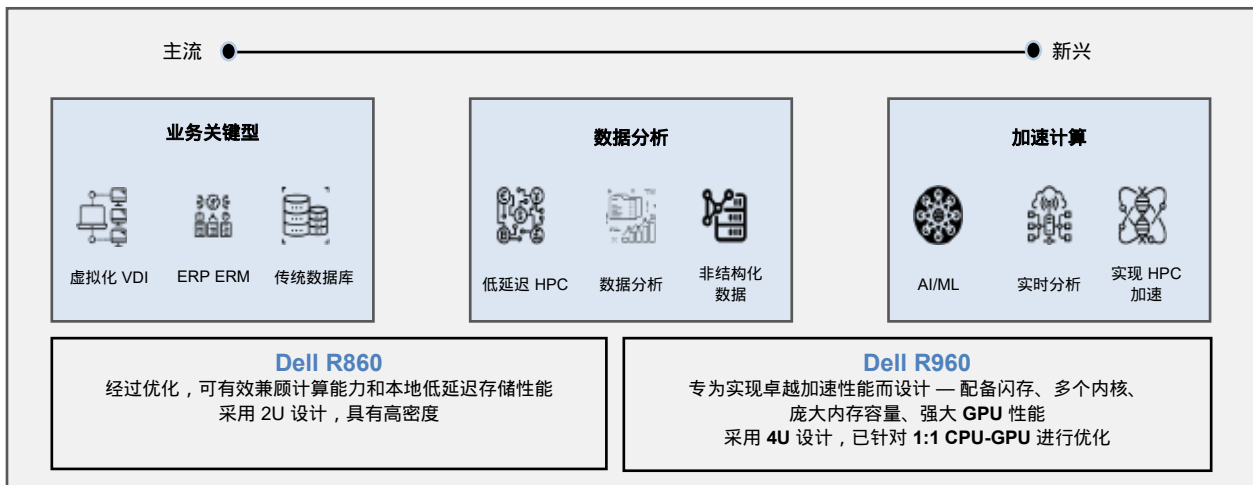 主流
新兴
业务关键型
虚拟化 VDI
ERP ERM
传统数据库
数据分析
低延迟 HPC
数据分析
非结构化
数据
加速计算
AI/ML
实时分析
实现 HPC
加速
Dell R860
经过优化，可有效兼顾计算能力和本地低延迟存储性能
采用 2U 设计，具有高密度
Dell R960
专为实现卓越加速性能而设计 — 配备闪存、多个内核、
庞大内存容量、强大 GPU 性能
采用 4U 设计，已针对 1:1 CPU-GPU 进行优化